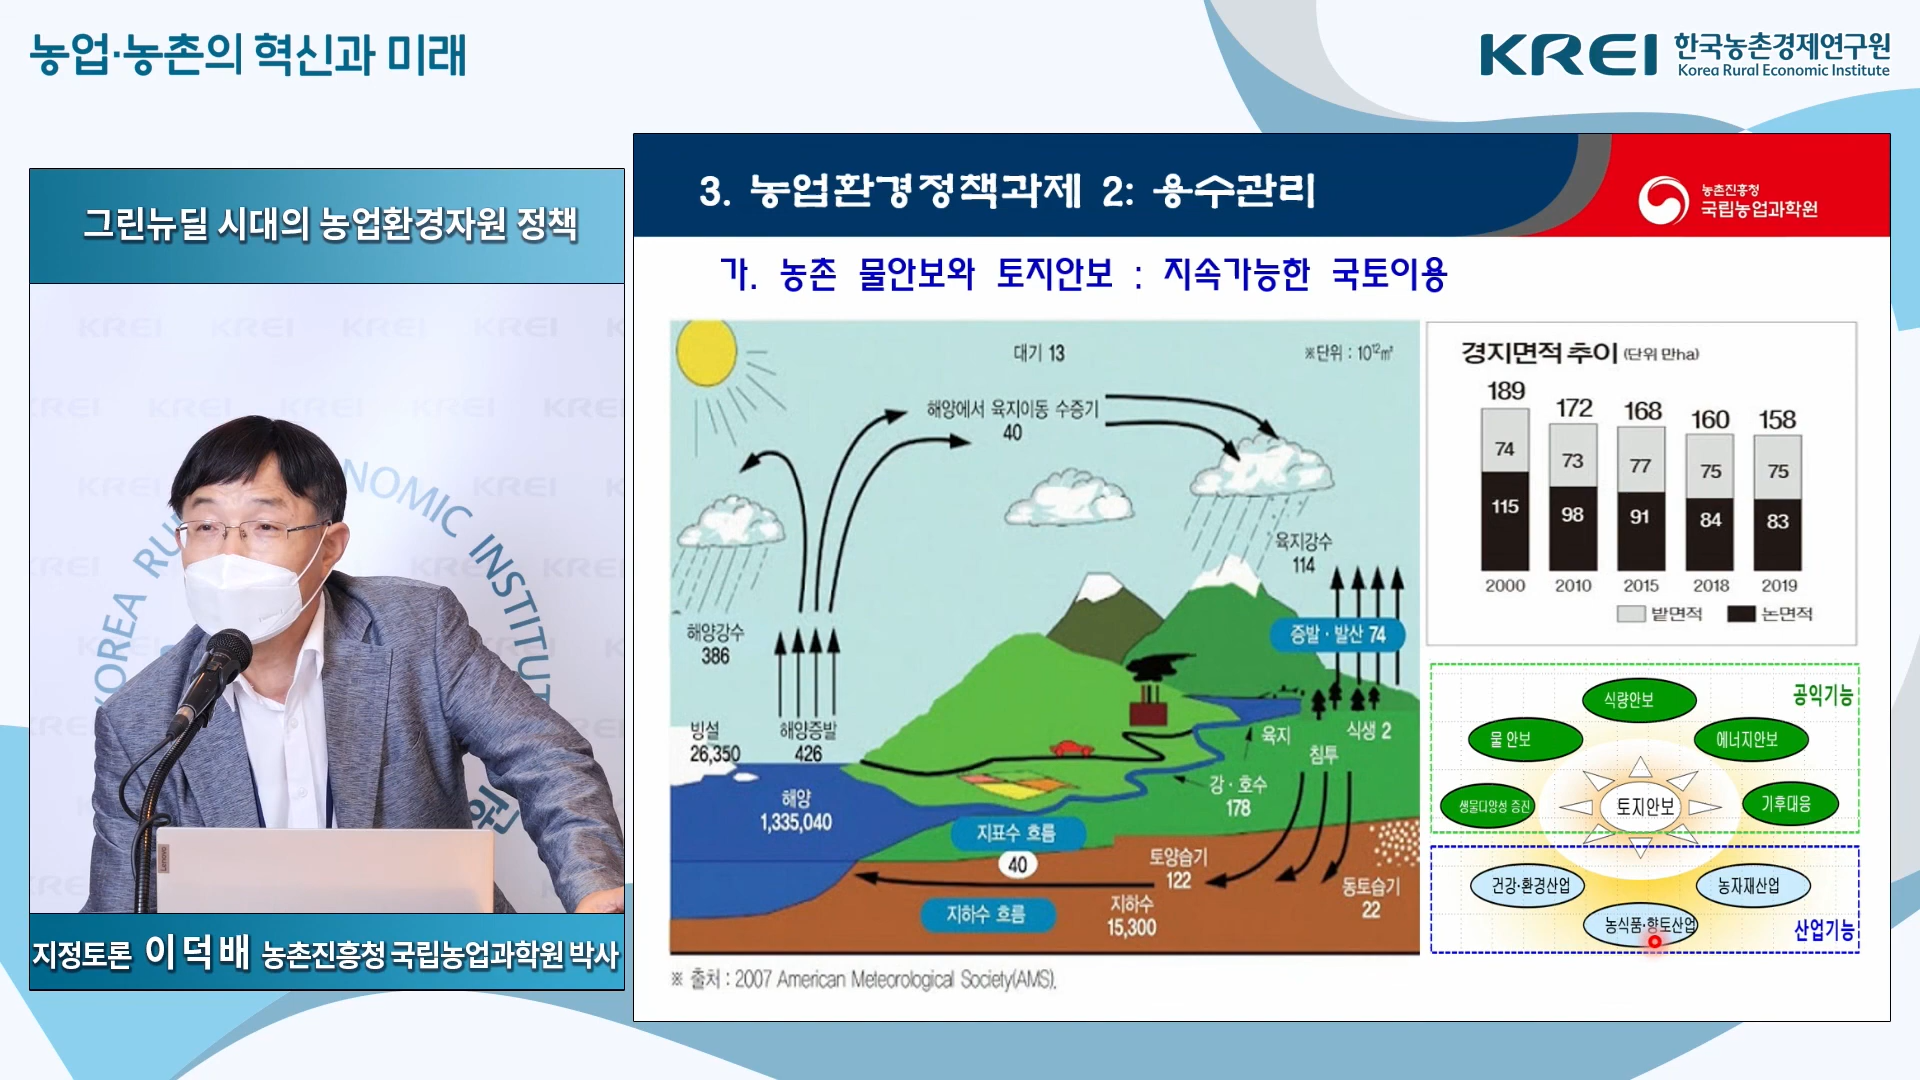 농업·농촌의 혁신과 미래
KREI 한국농촌경제연구원
Korea Rural Economic Institute
그린뉴딜 시대의 농업환경자원 정책
지정토론 이덕배 농촌진흥청 국립농업과학원 박사
3. 농업환경정책과제 2: 용수관리
농촌진흥청
국립농업과학원
가. 농촌 물안보와 토지안보 : 지속가능한 국토이용
대기 13
※단위 : 10¹²㎥
해양에서 육지이동 수증기
40
육지강수
114
해양강수
386
증발·발산 74
빙설
26,350
해양증발
426
육지
식생 2
침투
강·호수
178
해양
1,335,040
지표수 흐름
40
지하수 흐름
토양습기
122
지하수
15,300
동토습기
22
※ 출처 : 2007 American Meteorological Society(AMS).
경지면적 추이 (단위 만ha)
189 172 168 160 158
74 73 77 75 75
115 98 91 84 83
2000 2010 2015 2018 2019
밭면적 논면적
공익기능
식량안보
물 안보
에너지안보
생물다양성 증진
토지안보
기후대응
건강·환경산업
농자재산업
농식품·향토산업
산업기능
KREI KREI KREI KREI
KOREA RU
NOMIC INSTITUT
원
Lenovo